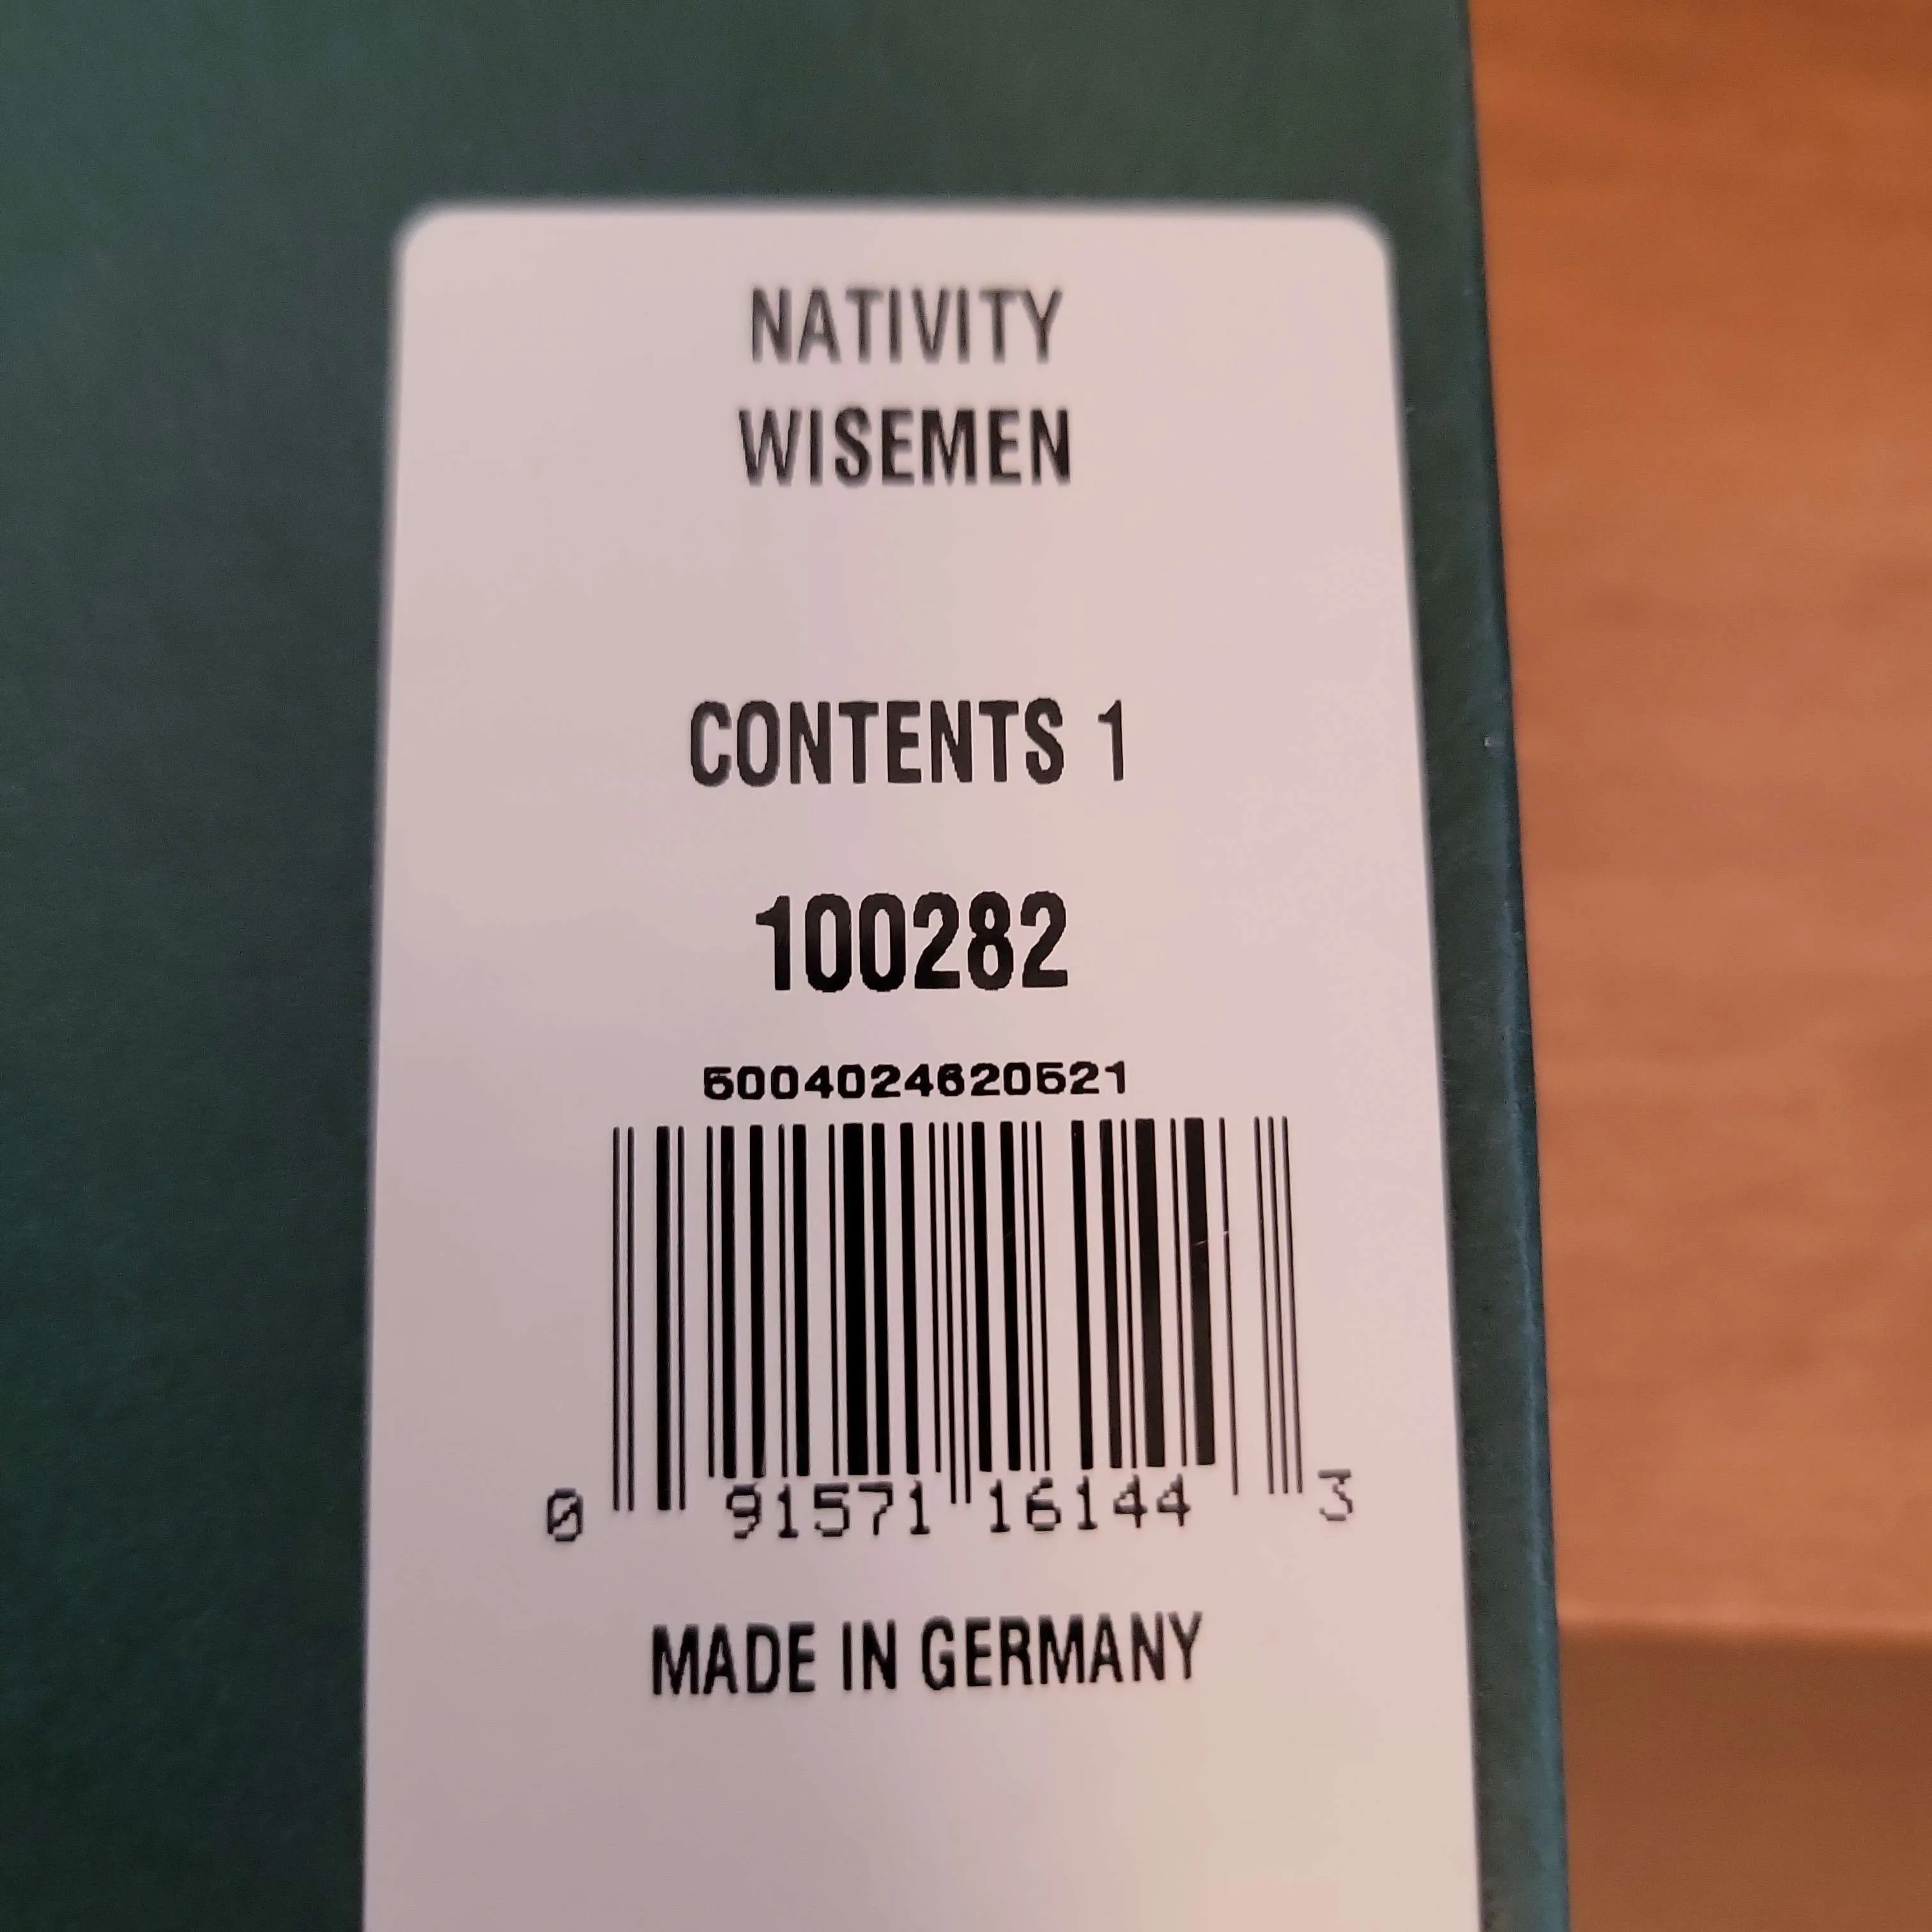 NATIVITY
WISEMEN
CONTENTS 1
100282
5004024620521
0 91571 16144 3
MADE IN GERMANY